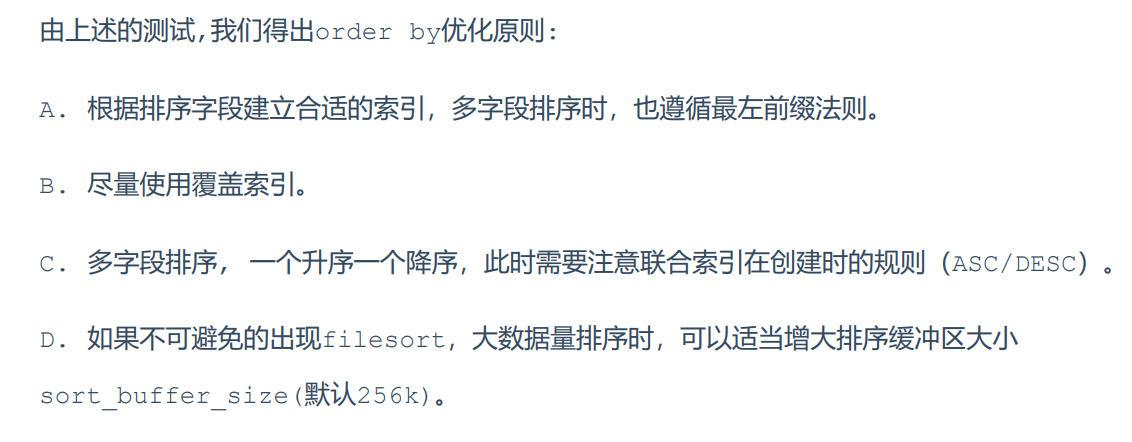 由上述的测试,我们得出order by优化原则:
A. 根据排序字段建立合适的索引，多字段排序时，也遵循最左前缀法则。
B. 尽量使用覆盖索引。
C. 多字段排序, 一个升序一个降序，此时需要注意联合索引在创建时的规则（ASC/DESC）。
D. 如果不可避免的出现filesort，大数据量排序时，可以适当增大排序缓冲区大小
sort_buffer_size(默认256k)。